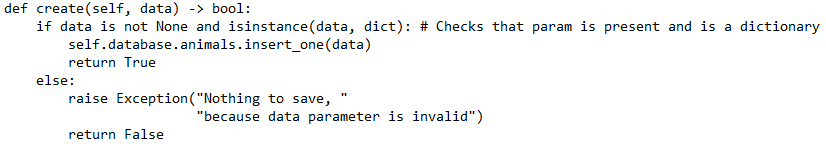 def create(self, data) -> bool:
    if data is not None and isinstance(data, dict): # Checks that param is present and is a dictionary
        self.database.animals.insert_one(data)
        return True
    else:
        raise Exception("Nothing to save, "
                        "because data parameter is invalid")
        return False